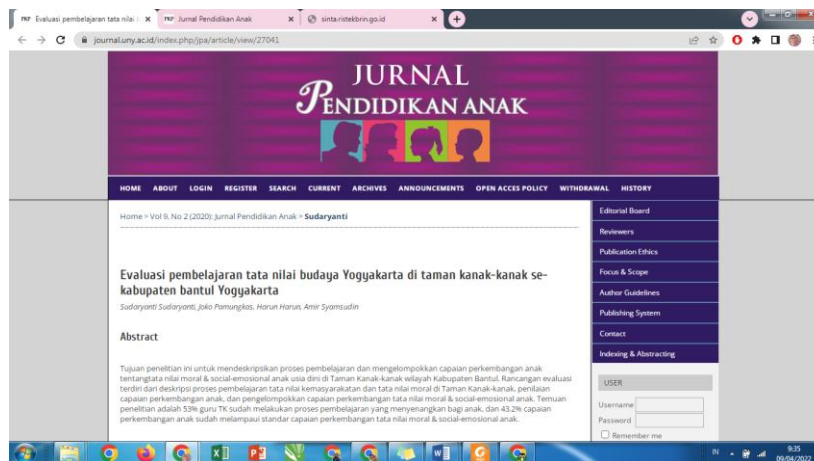 Evaluasi pembelajaran tata nilai
Jurnal Pendidikan Anak
sinta.ristekbrin.go.id
journal.uny.ac.id/index.php/jpa/article/view/27041
JURNAL
PENDIDIKAN ANAK
HOME ABOUT LOGIN REGISTER SEARCH CURRENT ARCHIVES ANNOUNCEMENTS OPEN ACCES POLICY WITHDRAWAL HISTORY
Home > Vol 9, No 2 (2020): Jurnal Pendidikan Anak > Sudaryanti
Evaluasi pembelajaran tata nilai budaya Yogyakarta di taman kanak-kanak se-
kabupaten bantul Yogyakarta
Sudaryanti Sudaryanti, Joko Pamungkas, Harun Harun, Amir Syamsudin
Abstract
Tujuan penelitian ini untuk mendeskripsikan proses pembelajaran dan mengelompokkan capaian perkembangan anak
tentangtata nilai moral & social-emosional anak usia dini di Taman Kanak-kanak wilayah Kabupaten Bantul. Rancangan evaluasi
terdiri dari deskripsi proses pembelajaran tata nilai kemasyarakatan dan tata nilai moral di Taman Kanak-kanak, penilaian
capaian perkembangan anak, dan pengelompokkan capaian perkembangan tata nilai moral & social-emosional anak. Temuan
penelitian adalah 53% guru TK sudah melakukan proses pembelajaran yang menyenangkan bagi anak, dan 43.2% capaian
perkembangan anak sudah melampaui standar capaian perkembangan tata nilai moral & social-emosional anak.
Editorial Board
Reviewers
Publication Ethics
Focus & Scope
Author Guidelines
Publishing System
Contact
Indexing & Abstracting
USER
Username
Password
Remember me
IN
9:35
09/04/2022